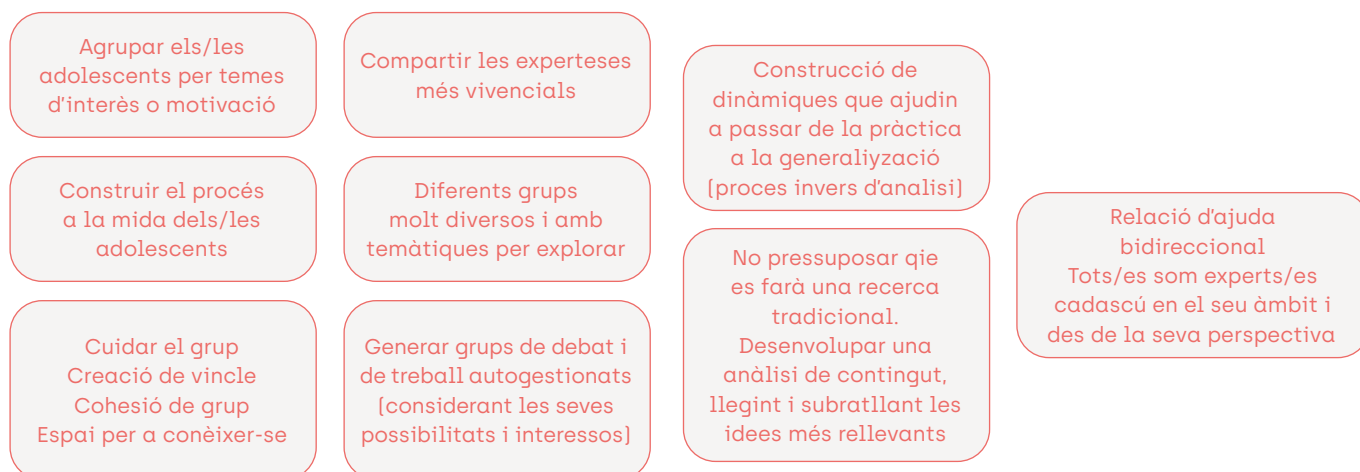 Agrupar els/les
adolescents per temes
d'interès o motivació
Construir el procés
a la mida dels/les
adolescents
Cuidar el grup
Creació de vincle
Cohesió de grup
Espai per a conèixer-se
Compartir les experteses
més vivencials
Diferents grups
molt diversos i amb
temàtiques per explorar
Generar grups de debat i
de treball autogestionats
(considerant les seves
possibilitats i interessos)
Construcció de
dinàmiques que ajudin
a passar de la pràctica
a la generaliyzació
(proces invers d'analisi)
No pressuposar qie
es farà una recerca
tradicional.
Desenvolupar una
anàlisi de contingut,
llegint i subratllant les
idees més rellevants
Relació d'ajuda
bidireccional
Tots/es som experts/es
cadascú en el seu àmbit i
des de la seva perspectiva